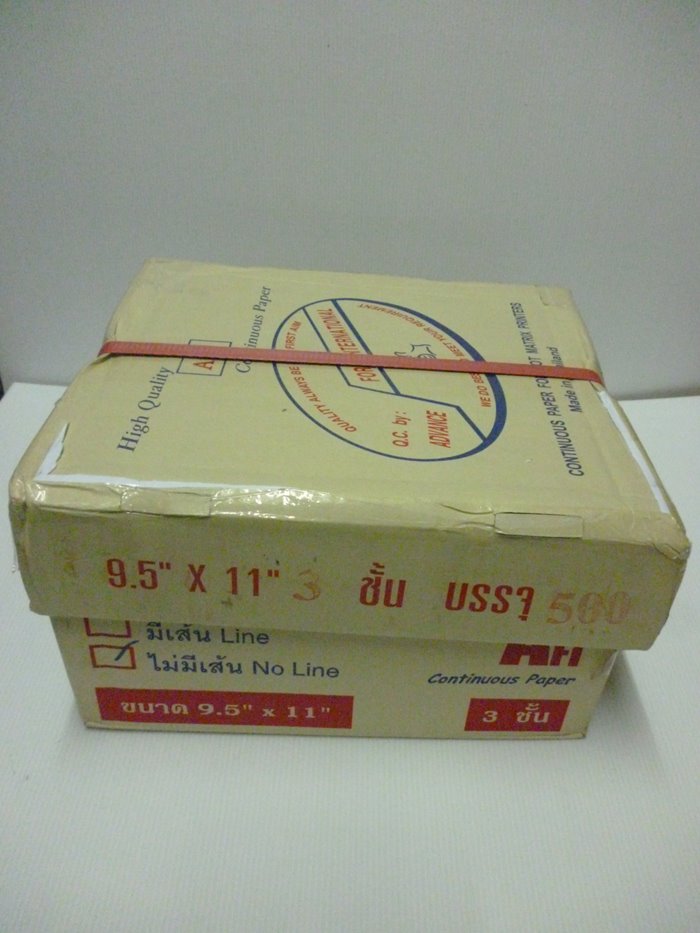 High Quality
Continuous Paper
QUALITY ALWAYS BE FIRST AIM
INTERNATIONAL
Q.C. by :
ADVANCE
CONTINUOUS PAPER FOR DOT MATRIX PRINTERS
Made in Thailand
9.5" X 11" 3 ชั้น บรรจุ 500
มีเส้น Line
ไม่มีเส้น No Line
Continuous Paper
ขนาด 9.5" x 11"
3 ชั้น